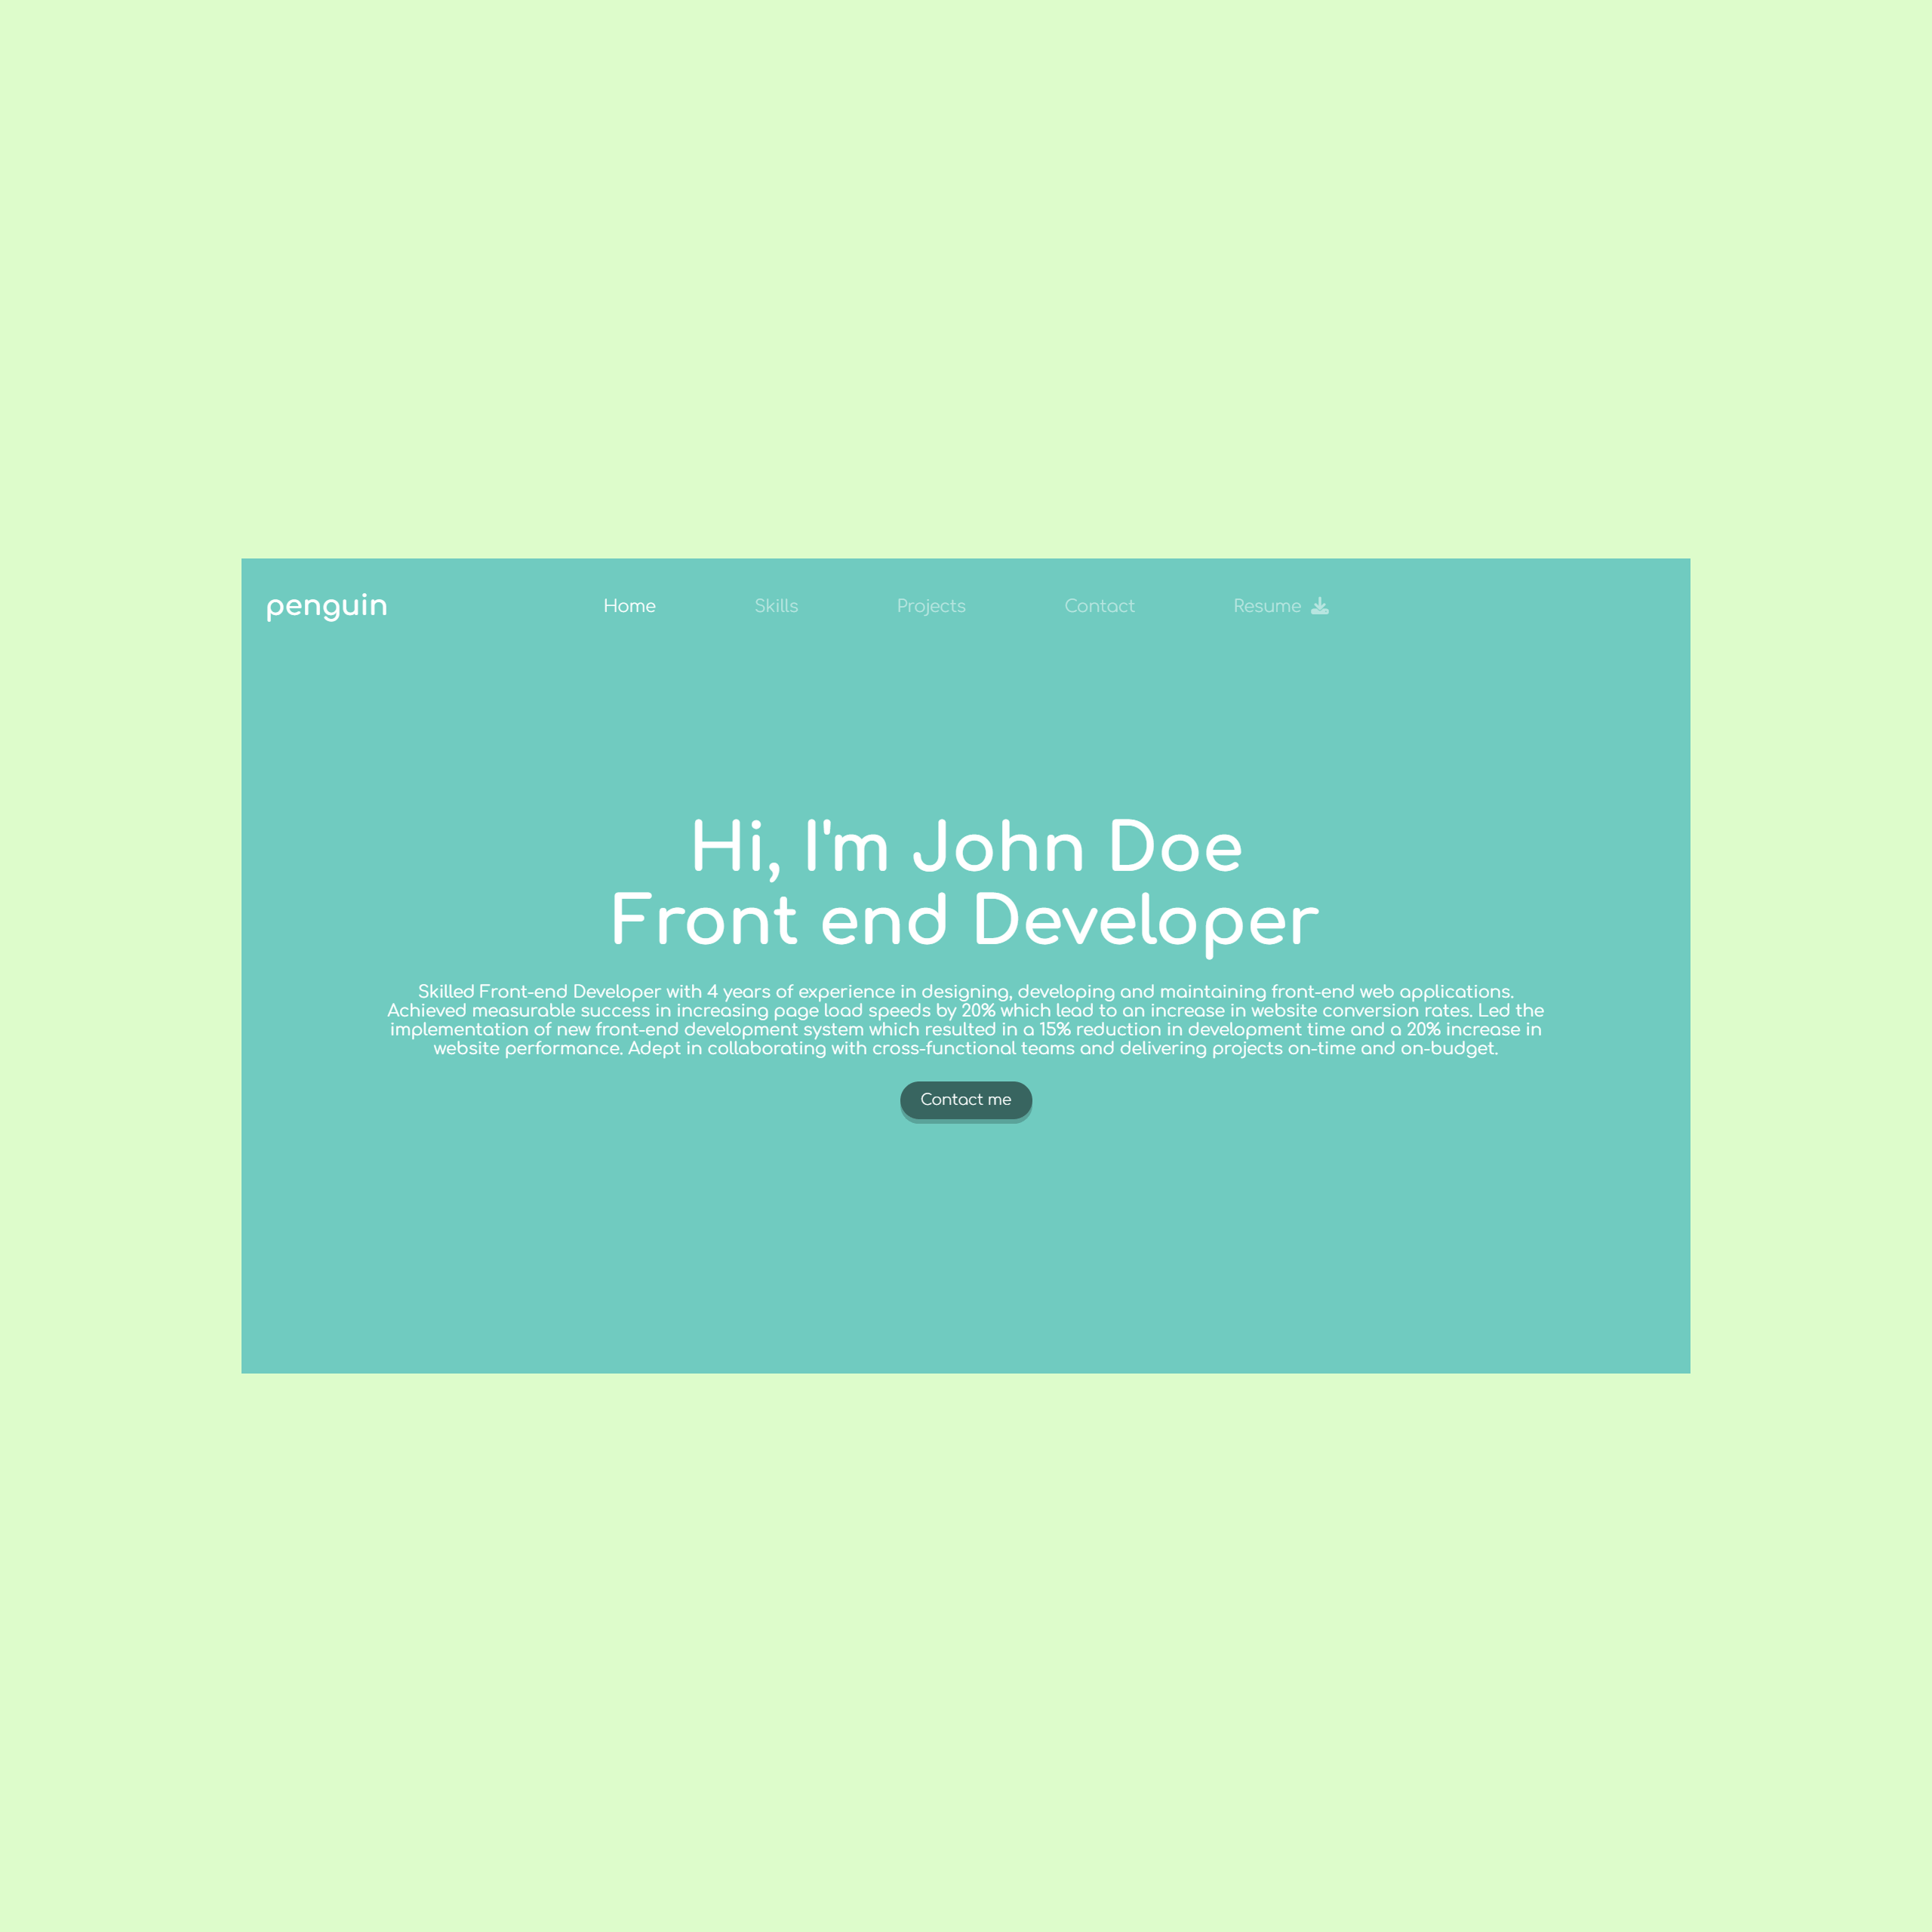 penguin
Home Skills Projects Contact Resume
Hi, I'm John Doe
Front end Developer
Skilled Front-end Developer with 4 years of experience in designing, developing and maintaining front-end web applications.
Achieved measurable success in increasing page load speeds by 20% which lead to an increase in website conversion rates. Led the
implementation of new front-end development system which resulted in a 15% reduction in development time and a 20% increase in
website performance. Adept in collaborating with cross-functional teams and delivering projects on-time and on-budget.
Contact me